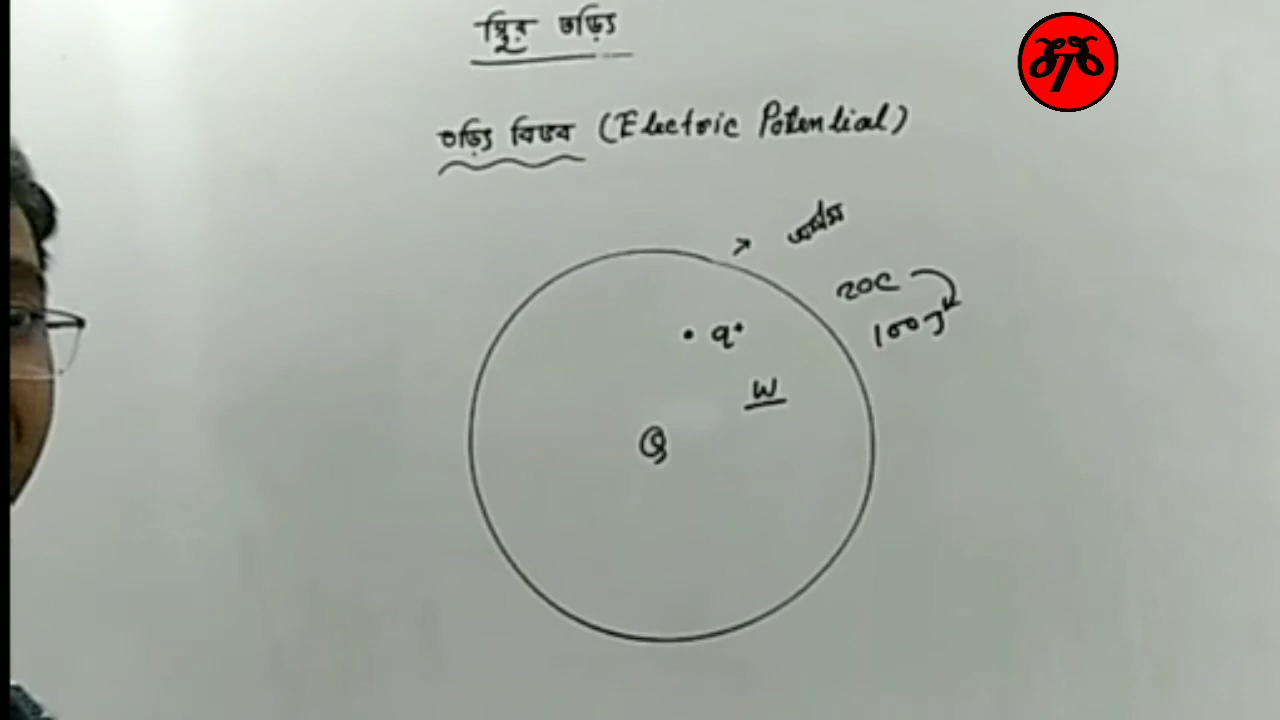 স্থির তড়িৎ
তড়িৎ বিভব (Electric Potential)
অসীম
20C
100J
q+
W
Q